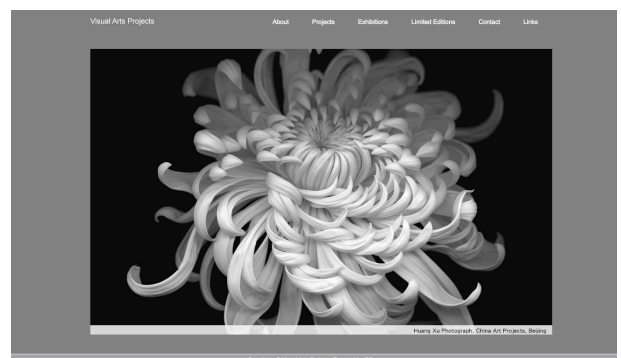 Visual Arts Projects
About Projects Exhibitions Limited Editions Contact Links
Huang Xu Photograph, China Art Projects, Beijing